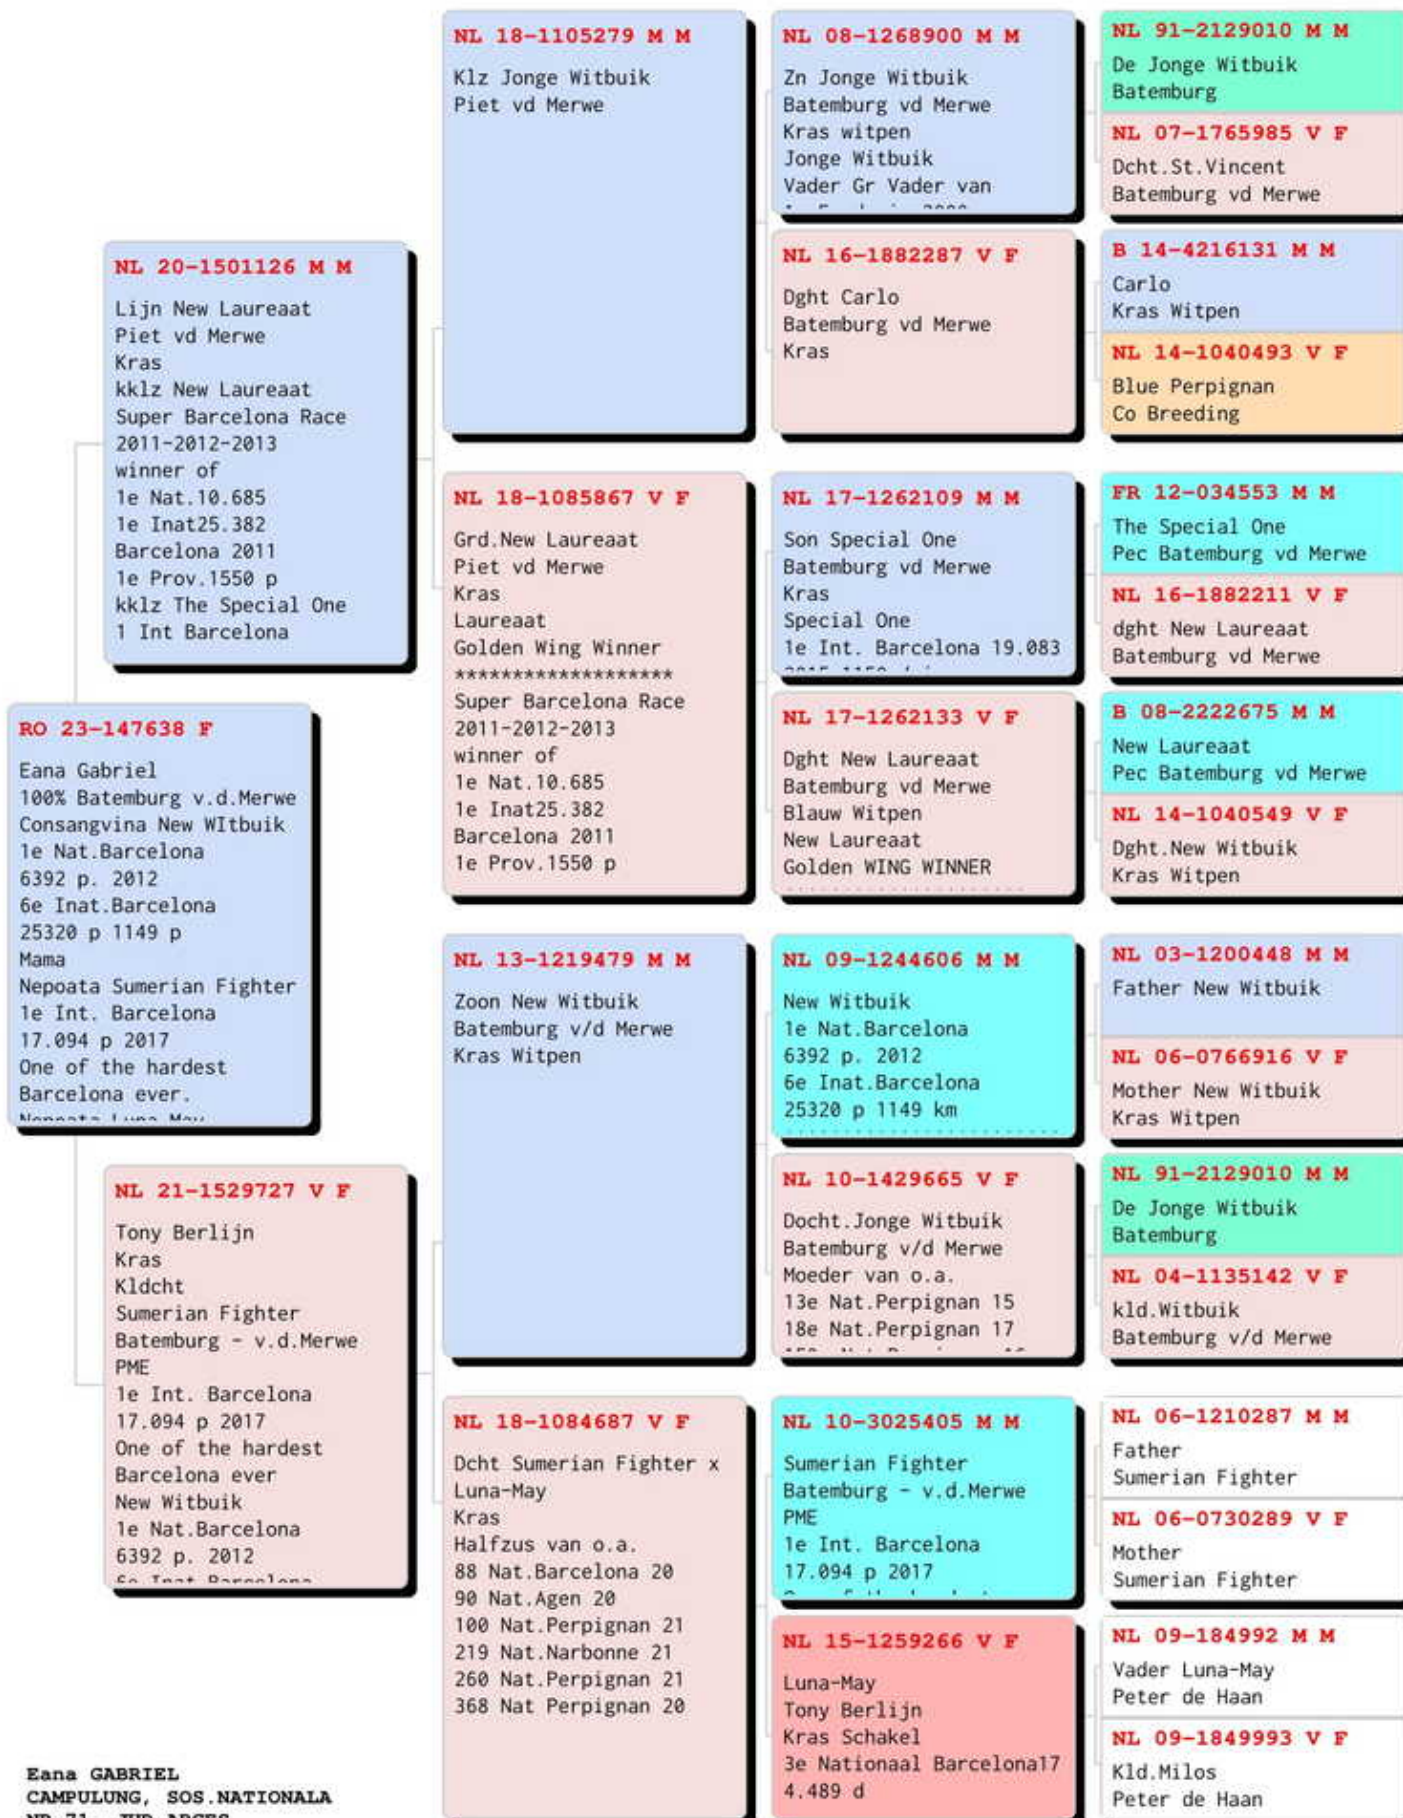 RO 23-147638 F
Eana Gabriel
100% Batemburg v.d.Merwe
Consangvina New WItbuik
1e Nat.Barcelona
6392 p. 2012
6e Inat.Barcelona
25320 p 1149 p
Mama
Nepoata Sumerian Fighter
1e Int. Barcelona
17.094 p 2017
One of the hardest
Barcelona ever.
NL 20-1501126 M M
Lijn New Laureaat
Piet vd Merwe
Kras
kklz New Laureaat
Super Barcelona Race
2011-2012-2013
winner of
1e Nat.10.685
1e Inat25.382
Barcelona 2011
1e Prov.1550 p
kklz The Special One
1 Int Barcelona
NL 21-1529727 V F
Tony Berlijn
Kras
Kldcht
Sumerian Fighter
Batemburg - v.d.Merwe
PME
1e Int. Barcelona
17.094 p 2017
One of the hardest
Barcelona ever
New Witbuik
1e Nat.Barcelona
6392 p. 2012
NL 18-1105279 M M
Klz Jonge Witbuik
Piet vd Merwe
NL 18-1085867 V F
Grd.New Laureaat
Piet vd Merwe
Kras
Laureaat
Golden Wing Winner
*******************
Super Barcelona Race
2011-2012-2013
winner of
1e Nat.10.685
1e Inat25.382
Barcelona 2011
1e Prov.1550 p
NL 13-1219479 M M
Zoon New Witbuik
Batemburg v/d Merwe
Kras Witpen
NL 18-1084687 V F
Dcht Sumerian Fighter x
Luna-May
Kras
Halfzus van o.a.
88 Nat.Barcelona 20
90 Nat.Agen 20
100 Nat.Perpignan 21
219 Nat.Narbonne 21
260 Nat.Perpignan 21
368 Nat Perpignan 20
NL 08-1268900 M M
Zn Jonge Witbuik
Batemburg vd Merwe
Kras witpen
Jonge Witbuik
Vader Gr Vader van
NL 16-1882287 V F
Dght Carlo
Batemburg vd Merwe
Kras
NL 17-1262109 M M
Son Special One
Batemburg vd Merwe
Kras
Special One
1e Int. Barcelona 19.083
NL 17-1262133 V F
Dght New Laureaat
Batemburg vd Merwe
Blauw Witpen
New Laureaat
Golden WING WINNER
NL 09-1244606 M M
New Witbuik
1e Nat.Barcelona
6392 p. 2012
6e Inat.Barcelona
25320 p 1149 km
NL 10-1429665 V F
Docht.Jonge Witbuik
Batemburg v/d Merwe
Moeder van o.a.
13e Nat.Perpignan 15
18e Nat.Perpignan 17
NL 10-3025405 M M
Sumerian Fighter
Batemburg - v.d.Merwe
PME
1e Int. Barcelona
17.094 p 2017
NL 15-1259266 V F
Luna-May
Tony Berlijn
Kras Schakel
3e Nationaal Barcelona17
4.489 d
NL 91-2129010 M M
De Jonge Witbuik
Batemburg
NL 07-1765985 V F
Dcht.St.Vincent
Batemburg vd Merwe
B 14-4216131 M M
Carlo
Kras Witpen
NL 14-1040493 V F
Blue Perpignan
Co Breeding
FR 12-034553 M M
The Special One
Pec Batemburg vd Merwe
NL 16-1882211 V F
dght New Laureaat
Batemburg vd Merwe
B 08-2222675 M M
New Laureaat
Pec Batemburg vd Merwe
NL 14-1040549 V F
Dght.New Witbuik
Kras Witpen
NL 03-1200448 M M
Father New Witbuik
NL 06-0766916 V F
Mother New Witbuik
Kras Witpen
NL 91-2129010 M M
De Jonge Witbuik
Batemburg
NL 04-1135142 V F
kld.Witbuik
Batemburg v/d Merwe
NL 06-1210287 M M
Father
Sumerian Fighter
NL 06-0730289 V F
Mother
Sumerian Fighter
NL 09-184992 M M
Vader Luna-May
Peter de Haan
NL 09-1849993 V F
Kld.Milos
Peter de Haan
Eana GABRIEL
CAMPULUNG, SOS.NATIONALA
NR 71, JUD ARGES